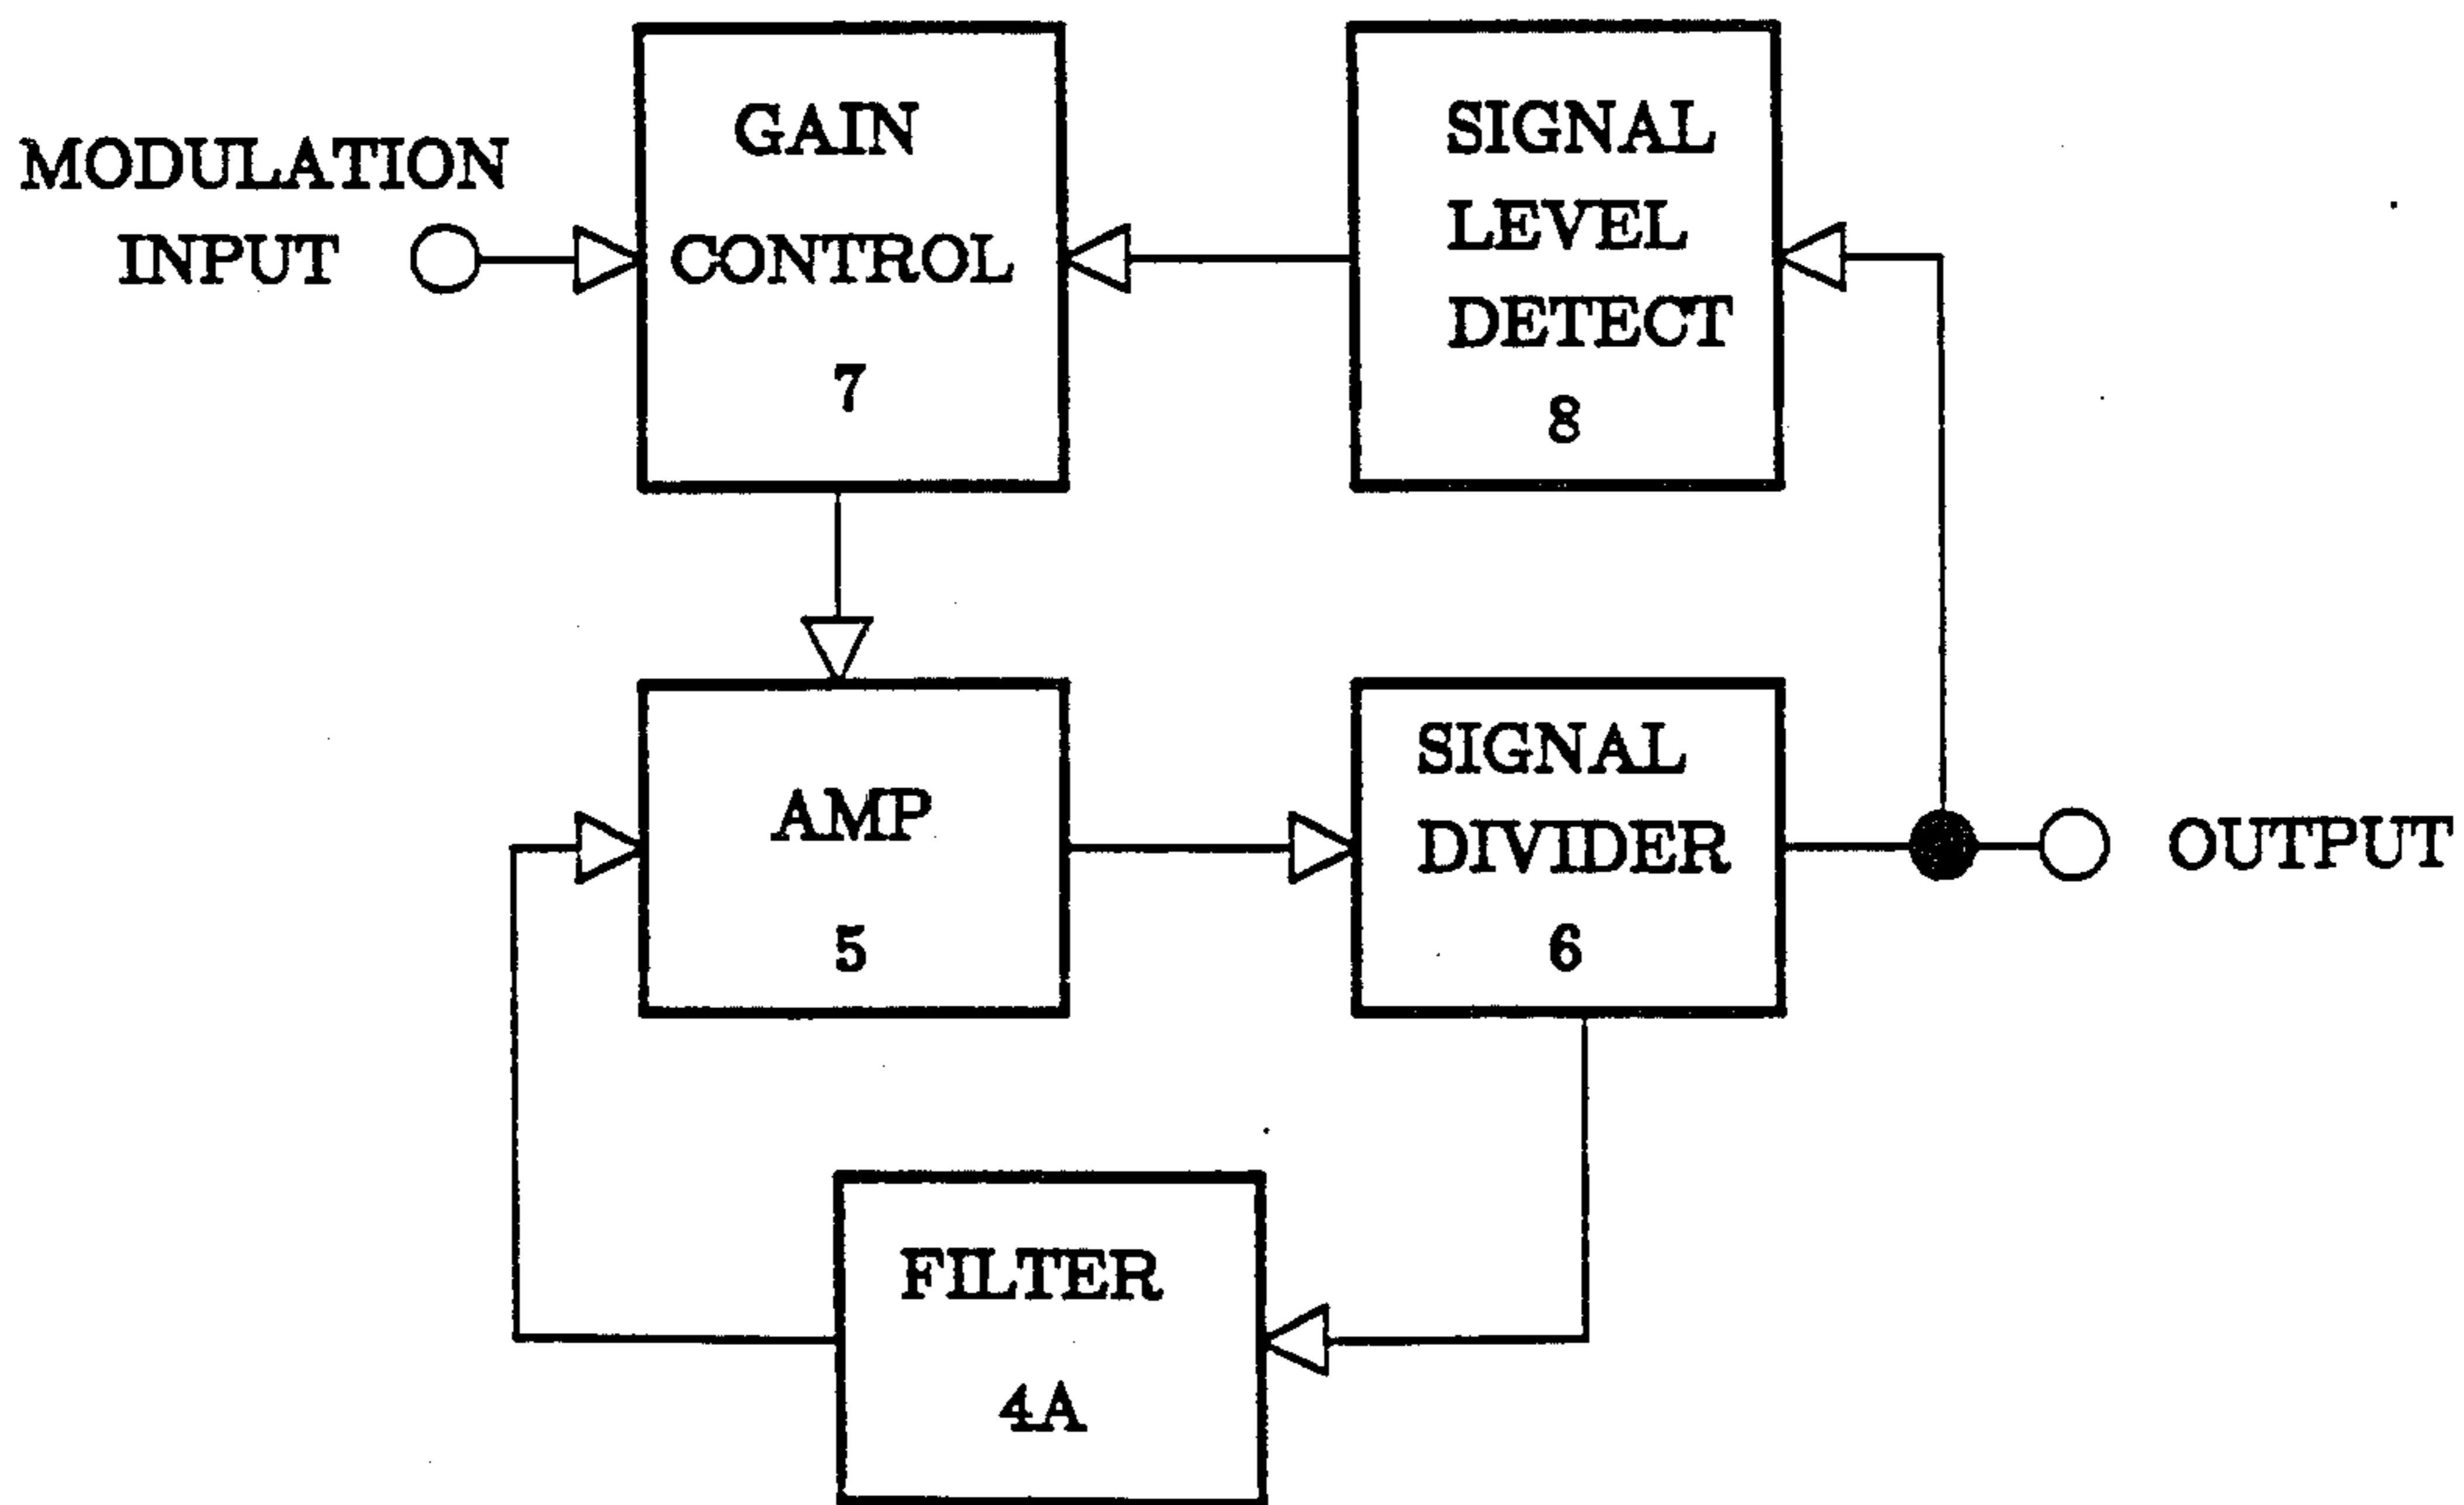 MODULATION
INPUT
GAIN
CONTROL
7
SIGNAL
LEVEL
DETECT
8
AMP
5
SIGNAL
DIVIDER
6
OUTPUT
FILTER
4A